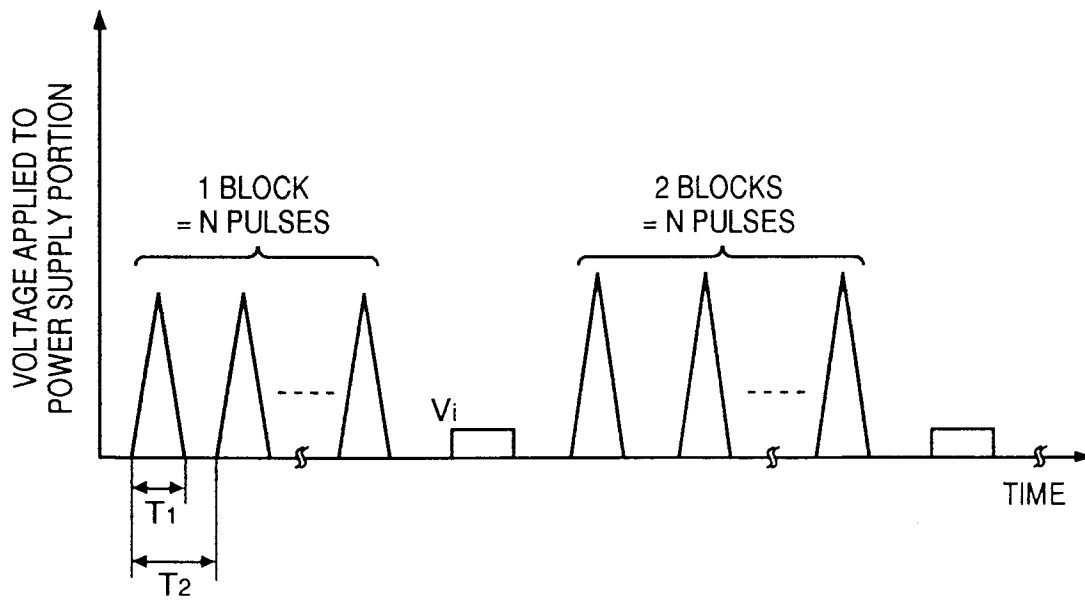 VOLTAGE APPLIED TO
POWER SUPPLY PORTION
1 BLOCK
= N PULSES
2 BLOCKS
= N PULSES
Vi
TIME
T1
T2